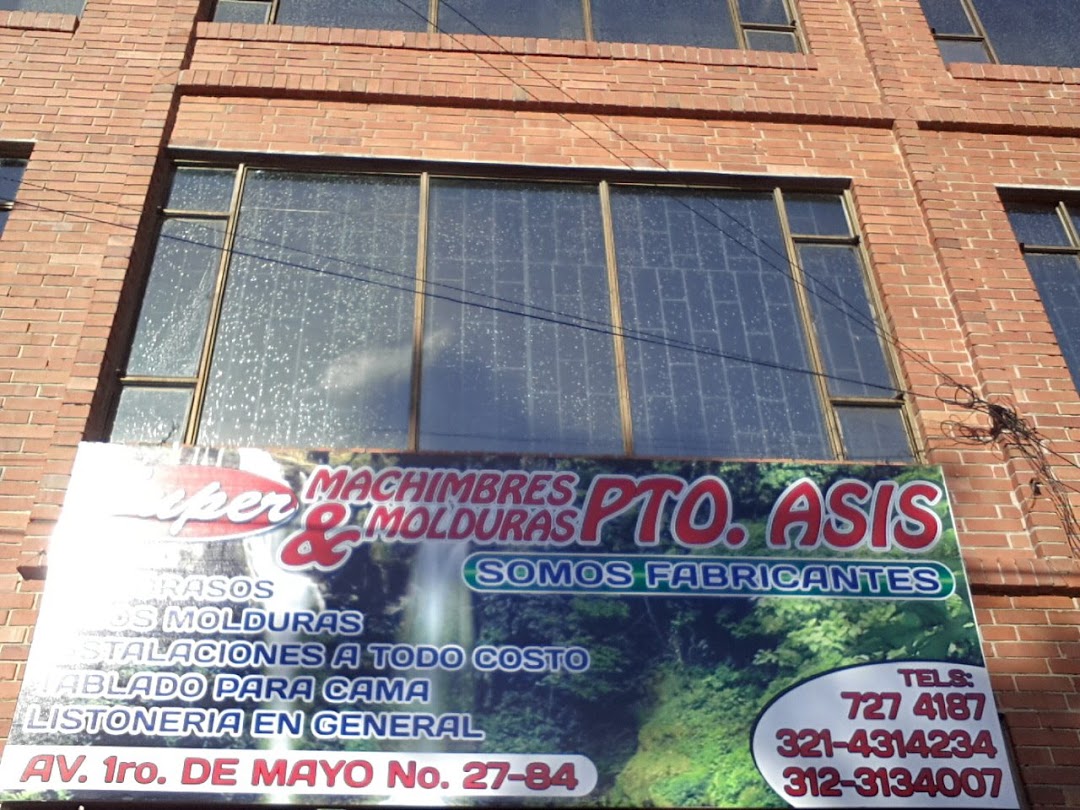 MACHIMBRES
& MOLDURAS
PTO. ASIS
SOMOS FABRICANTES
MOLDURAS
INSTALACIONES A TODO COSTO
TABLADO PARA CAMA
LISTONERIA EN GENERAL
AV. 1ro. DE MAYO No. 27-84
TELS:
727 4187
321-4314234
312-3134007